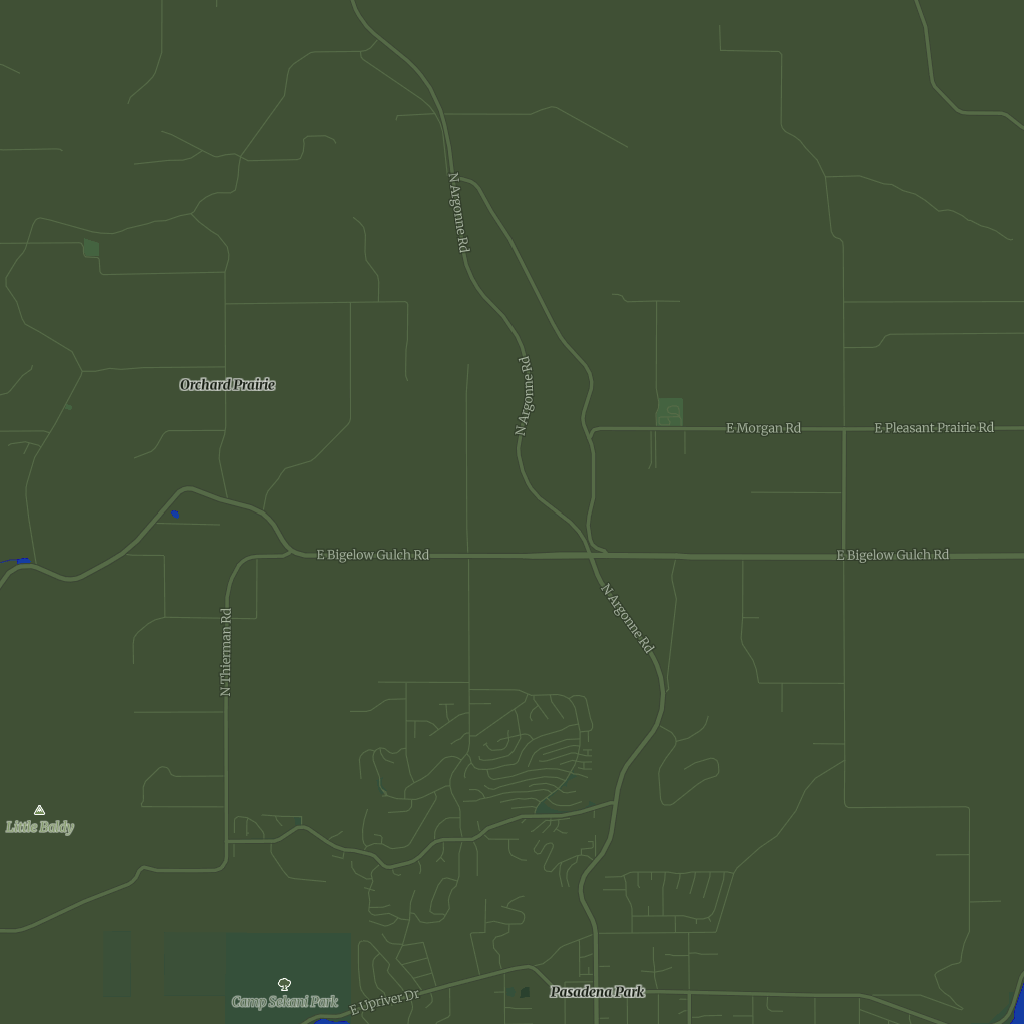 N Argonne Rd
N Argonne Rd
Orchard Prairie
E Morgan Rd
E Pleasant Prairie Rd
E Bigelow Gulch Rd
E Bigelow Gulch Rd
N Argonne Rd
N Thierman Rd
Little Baldy
Camp Sekani Park
E Upriver Dr
Pasadena Park